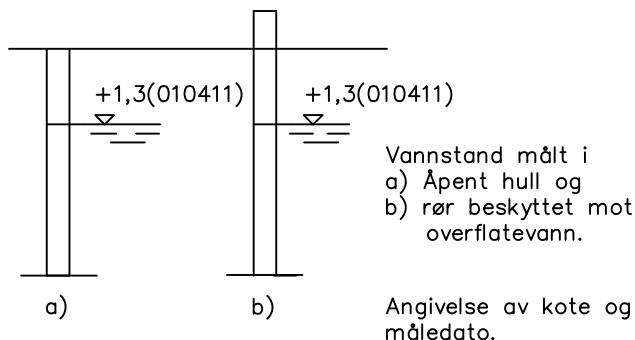 +1,3(010411)
+1,3(010411)
Vannstand målt i
a) Åpent hull og
b) rør beskyttet mot
overflatevann.
a)
b)
Angivelse av kote og
måledato.